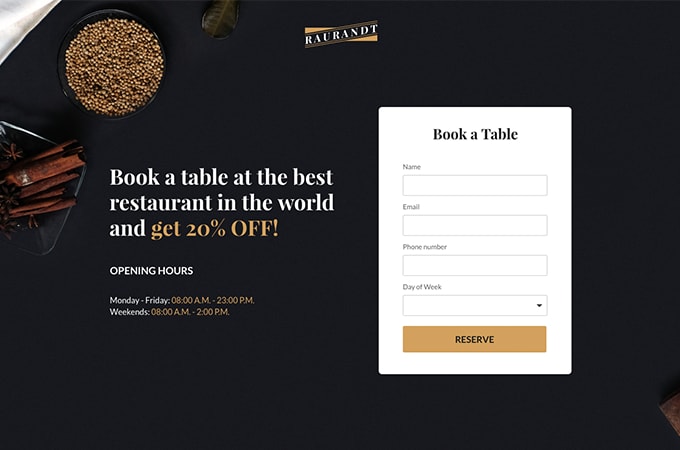 RAURANDT
Book a table at the best
restaurant in the world
and get 20% OFF!
OPENING HOURS
Monday - Friday: 08:00 A.M. - 23:00 P.M.
Weekends: 08:00 A.M. - 2:00 P.M.
Book a Table
Name
Email
Phone number
Day of Week
RESERVE